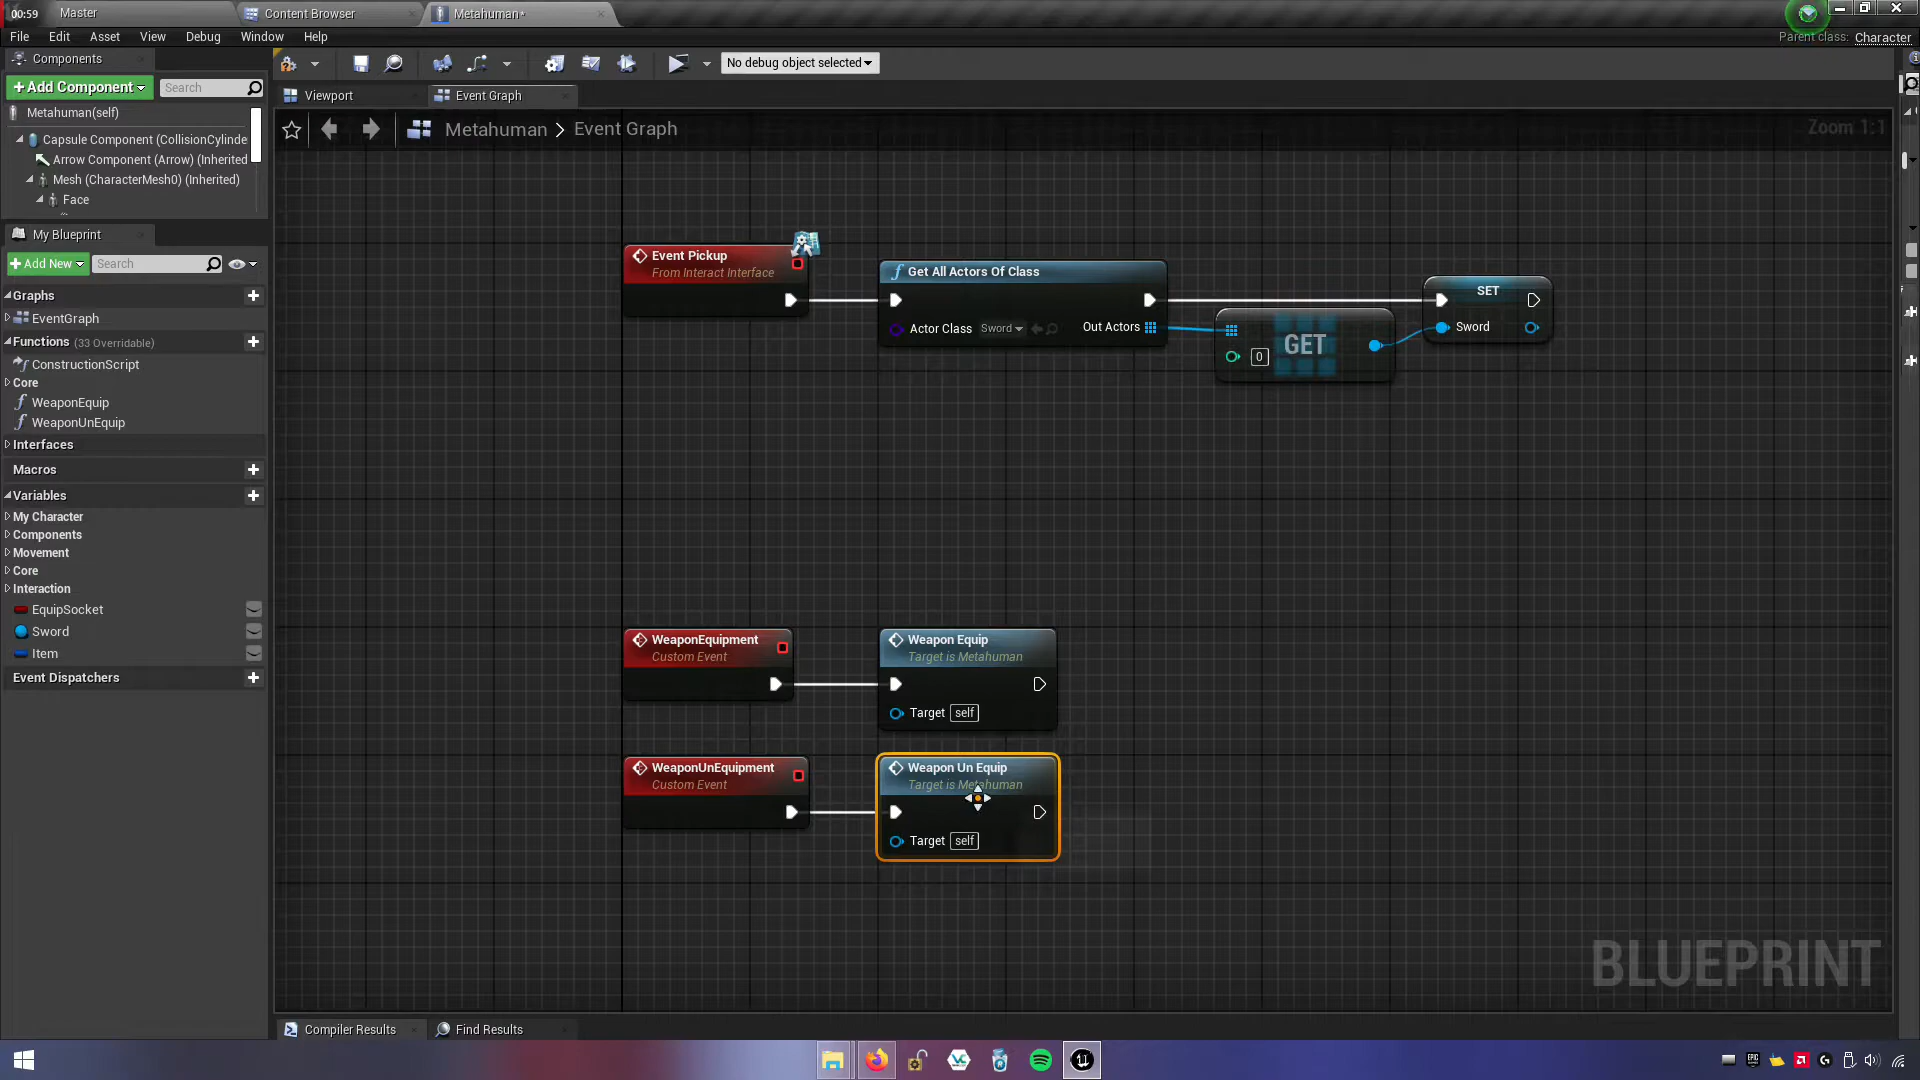 00:59
Master
Content Browser
Metahuman*
File Edit Asset View Debug Window Help
Parent class: Character
Components
+Add Component
Search
No debug object selected
Viewport
Event Graph
Metahuman(self)
Metahuman > Event Graph
Zoom 1:1
Capsule Component (CollisionCylinde
Arrow Component (Arrow) (Inherited
Mesh (CharacterMesh0) (Inherited)
Face
My Blueprint
+Add New
Search
Graphs
EventGraph
Functions (33 Overridable)
ConstructionScript
Core
WeaponEquip
WeaponUnEquip
Interfaces
Macros
Variables
My Character
Components
Movement
Core
Interaction
EquipSocket
Sword
Item
Event Dispatchers
Event Pickup
From Interact Interface
Get All Actors Of Class
Actor Class Sword
Out Actors
0
GET
SET
Sword
WeaponEquipment
Custom Event
Weapon Equip
Target is Metahuman
Target self
WeaponUnEquipment
Custom Event
Weapon Un Equip
Target is Metahuman
Target self
BLUEPRINT
Compiler Results
Find Results